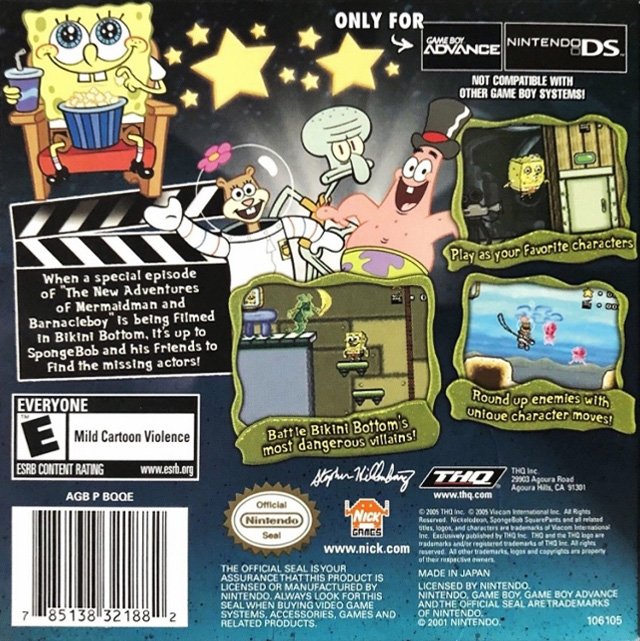 ONLY FOR
GAME BOY ADVANCE
NINTENDO DS
NOT COMPATIBLE WITH
OTHER GAME BOY SYSTEMS!
Play as your favorite characters
When a special episode
of "The New Adventures
of Mermaidman and
Barnacleboy" is being filmed
in Bikini Bottom, it's up to
SpongeBob and his friends to
find the missing actors!
Battle Bikini Bottom's
most dangerous villains!
Round up enemies with
unique character moves!
EVERYONE
E
Mild Cartoon Violence
ESRB CONTENT RATING www.esrb.org
AGB P BQQE
7 85138 32188 2
Stephen Hillenburg
THQ
www.thq.com
THQ Inc.
29903 Agoura Road
Agoura Hills, CA 91301
Official
Nintendo
Seal
NICK
GAMES
www.nick.com
© 2005 THQ Inc. © 2005 Viacom International Inc. All Rights
Reserved. Nickelodeon, SpongeBob SquarePants and all related
titles, logos, and characters are trademarks of Viacom International
Inc. Exclusively published by THQ Inc. THQ and the THQ logo are
trademarks and/or registered trademarks of THQ Inc. All rights
reserved. All other trademarks, logos and copyrights are property
of their respective owners.
THE OFFICIAL SEAL IS YOUR
ASSURANCE THAT THIS PRODUCT IS
LICENSED OR MANUFACTURED BY
NINTENDO. ALWAYS LOOK FOR THIS
SEAL WHEN BUYING VIDEO GAME
SYSTEMS, ACCESSORIES, GAMES AND
RELATED PRODUCTS.
MADE IN JAPAN
LICENSED BY NINTENDO.
NINTENDO, GAME BOY, GAME BOY ADVANCE
AND THE OFFICIAL SEAL ARE TRADEMARKS
OF NINTENDO.
© 2001 NINTENDO.
106105